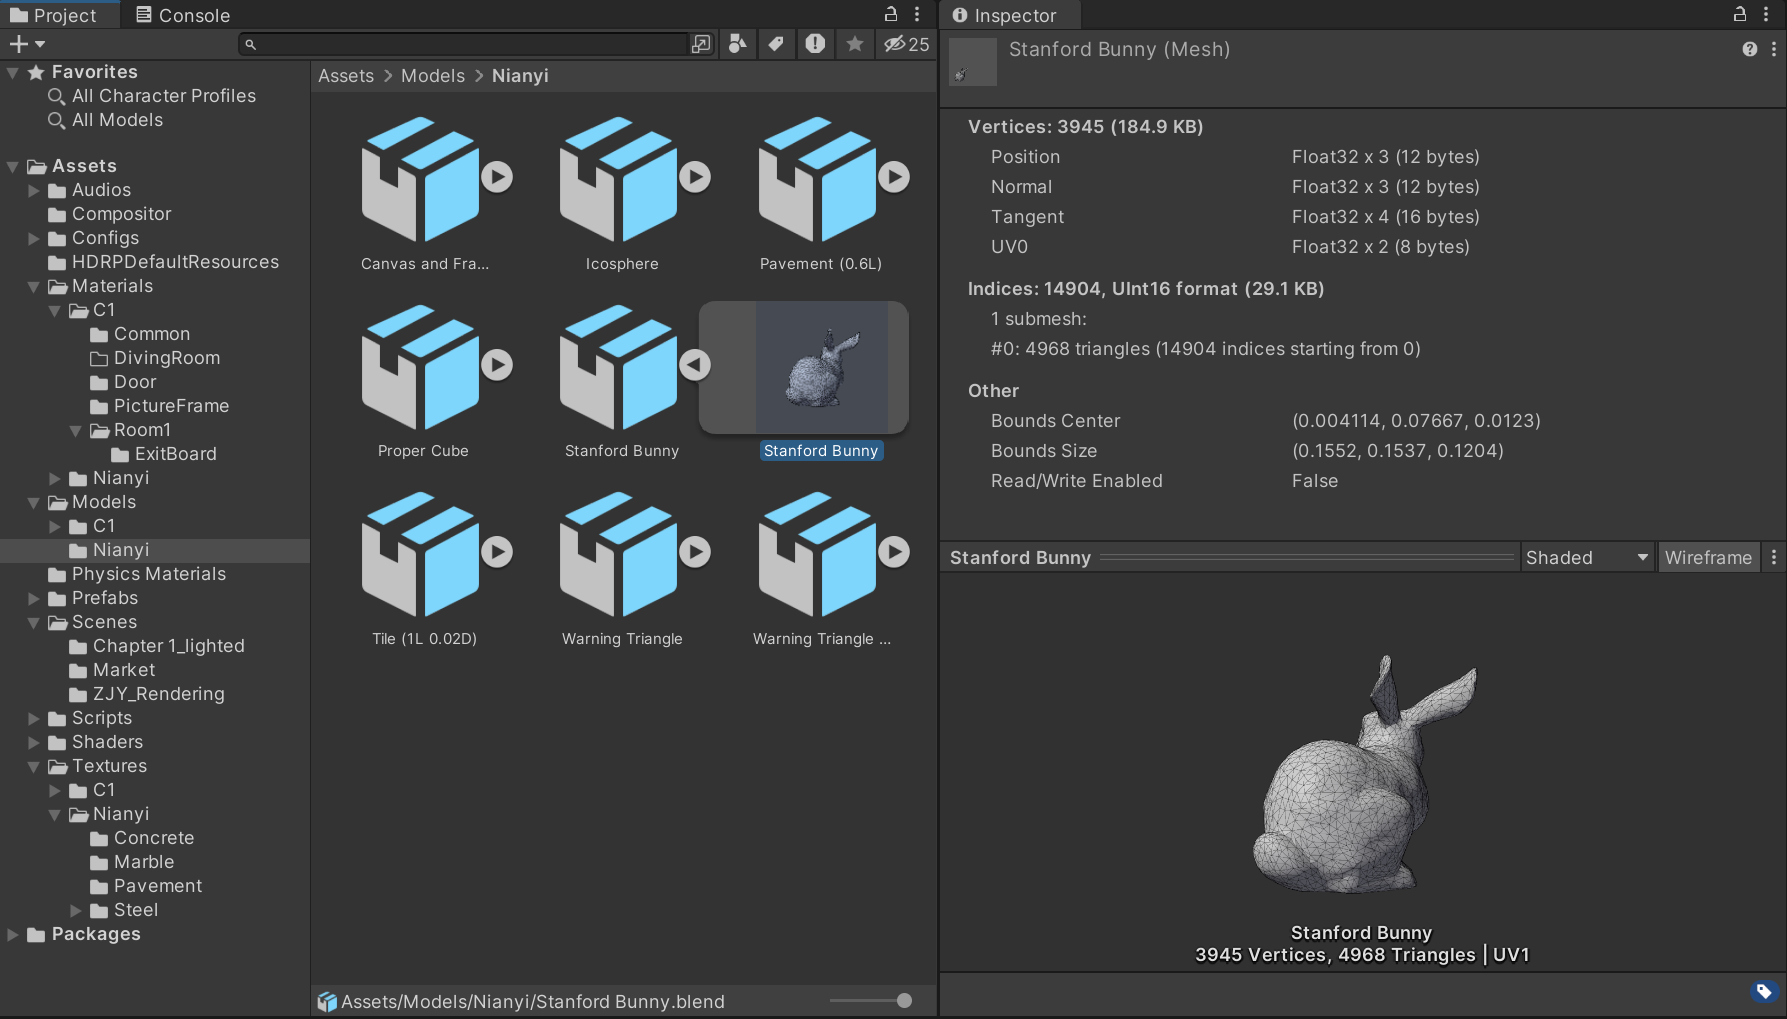 Project
Console
25
Favorites
All Character Profiles
All Models
Assets
Audios
Compositor
Configs
HDRPDefaultResources
Materials
C1
Common
DivingRoom
Door
PictureFrame
Room1
ExitBoard
Nianyi
Models
C1
Nianyi
Physics Materials
Prefabs
Scenes
Chapter 1_lighted
Market
ZJY_Rendering
Scripts
Shaders
Textures
C1
Nianyi
Concrete
Marble
Pavement
Steel
Packages
Assets > Models > Nianyi
Canvas and Fra...
Icosphere
Pavement (0.6L)
Proper Cube
Stanford Bunny
Stanford Bunny
Tile (1L 0.02D)
Warning Triangle
Warning Triangle ...
Assets/Models/Nianyi/Stanford Bunny.blend
Inspector
Stanford Bunny (Mesh)
Vertices: 3945 (184.9 KB)
Position Float32 x 3 (12 bytes)
Normal Float32 x 3 (12 bytes)
Tangent Float32 x 4 (16 bytes)
UV0 Float32 x 2 (8 bytes)
Indices: 14904, UInt16 format (29.1 KB)
1 submesh:
#0: 4968 triangles (14904 indices starting from 0)
Other
Bounds Center (0.004114, 0.07667, 0.0123)
Bounds Size (0.1552, 0.1537, 0.1204)
Read/Write Enabled False
Stanford Bunny Shaded Wireframe
Stanford Bunny
3945 Vertices, 4968 Triangles | UV1